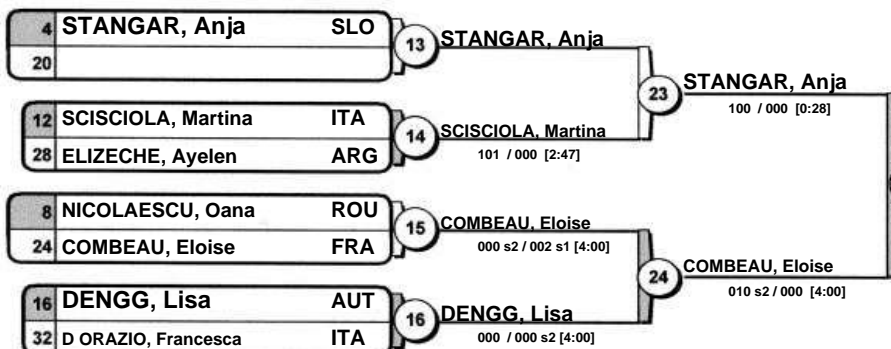 4 STANGAR, Anja SLO
20
13
STANGAR, Anja
12 SCISCIOLA, Martina ITA
28 ELIZECHE, Ayelen ARG
14
SCISCIOLA, Martina
101 / 000 [2:47]
23
STANGAR, Anja
100 / 000 [0:28]
8 NICOLAESCU, Oana ROU
24 COMBEAU, Eloise FRA
15
COMBEAU, Eloise
000 s2 / 002 s1 [4:00]
16 DENGG, Lisa AUT
32 D ORAZIO, Francesca ITA
16
DENGG, Lisa
000 / 000 s2 [4:00]
24
COMBEAU, Eloise
010 s2 / 000 [4:00]